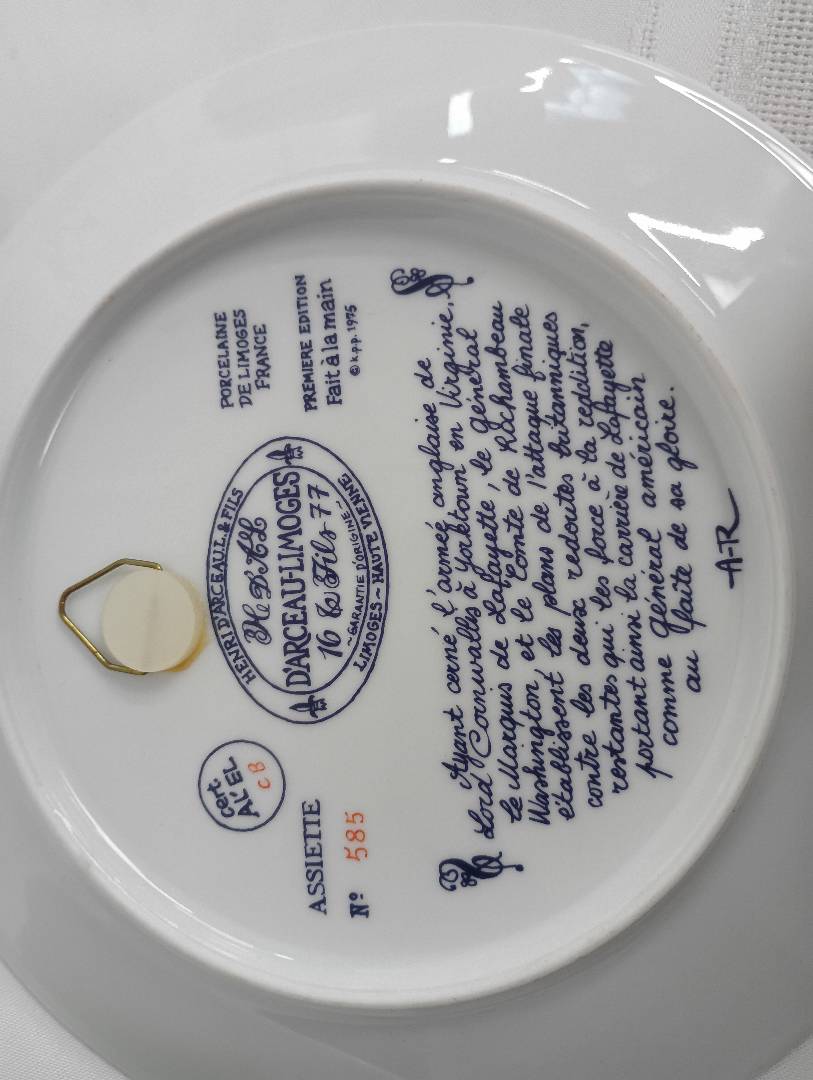 cert
AL'EL
CB
ASSIETTE
Nº 585
HENRI D'ARCEAU L. & FILS
H D'A L
D'ARCEAU-LIMOGES
16 & Fils 77
~GARANTIE D'ORIGINE~
LIMOGES ~ HAUTE VIENNE
PORCELAINE
DE LIMOGES
FRANCE
PREMIERE EDITION
Fait à la main
© k.p.p. 1975
Ayant cerné l'armée anglaise de
Lord Cornwallis à Yorktown en Virginie,
le Marquis de Lafayette, le général
Washington, et le Comte de Rochambeau
établissent les plans de l'attaque finale
contre les deux redoutes britanniques
restantes qui les force à la reddition,
portant ainsi la carrière de Lafayette
comme général américain
au faîte de sa gloire.
A-R